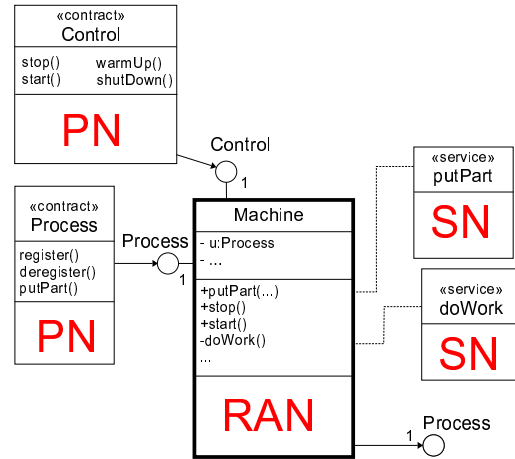 «contract»
Control
stop() warmUp()
start() shutDown()
PN
Control
1
«contract»
Process
register()
deregister()
putPart()
PN
Process
1
Machine
- u:Process
- ...
+putPart(...)
+stop()
+start()
-doWork()
...
RAN
«service»
putPart
SN
«service»
doWork
SN
Process
1